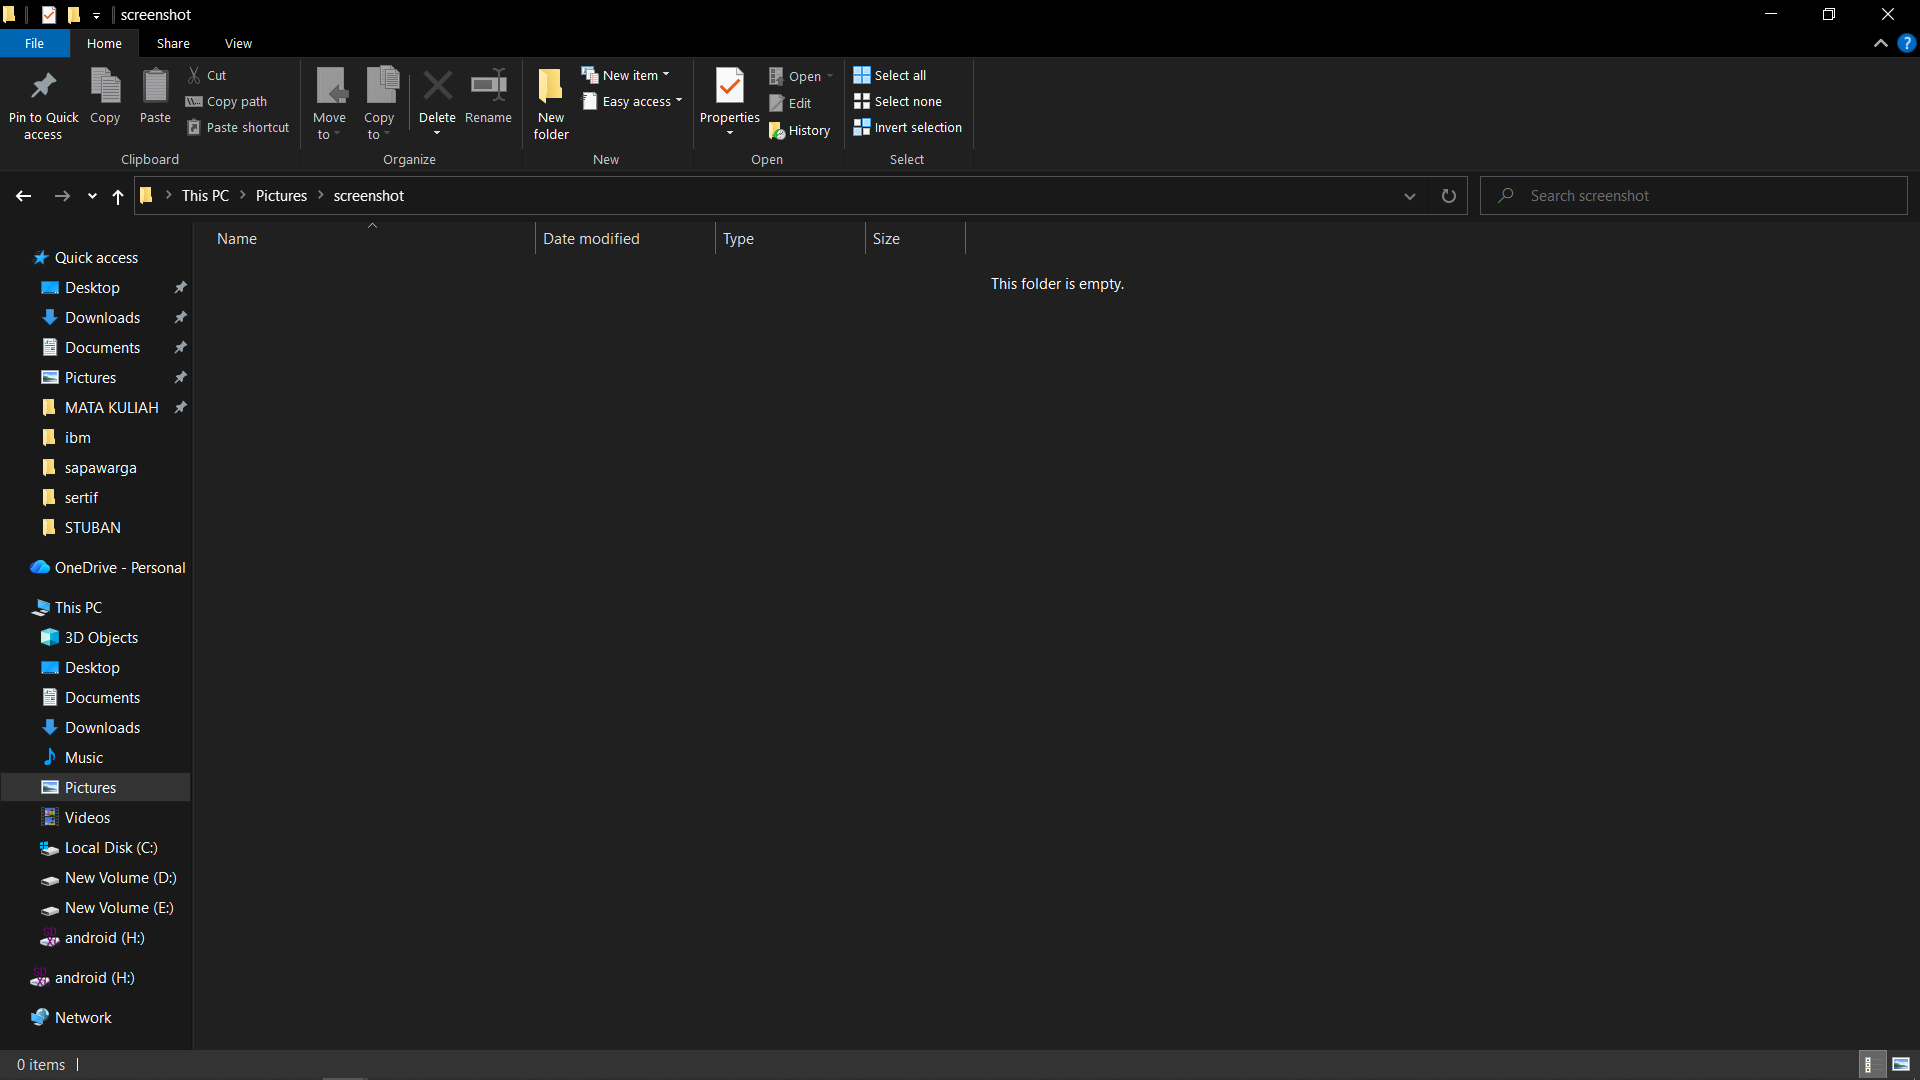 screenshot
File Home Share View
Pin to Quick access
Copy
Paste
Cut
Copy path
Paste shortcut
Clipboard
Move to
Copy to
Delete
Rename
Organize
New folder
New item
Easy access
New
Properties
Open
Edit
History
Open
Select all
Select none
Invert selection
Select
This PC Pictures screenshot
Search screenshot
Name Date modified Type Size
This folder is empty.
Quick access
Desktop
Downloads
Documents
Pictures
MATA KULIAH
ibm
sapawarga
sertif
STUBAN
OneDrive - Personal
This PC
3D Objects
Desktop
Documents
Downloads
Music
Pictures
Videos
Local Disk (C:)
New Volume (D:)
New Volume (E:)
android (H:)
android (H:)
Network
0 items